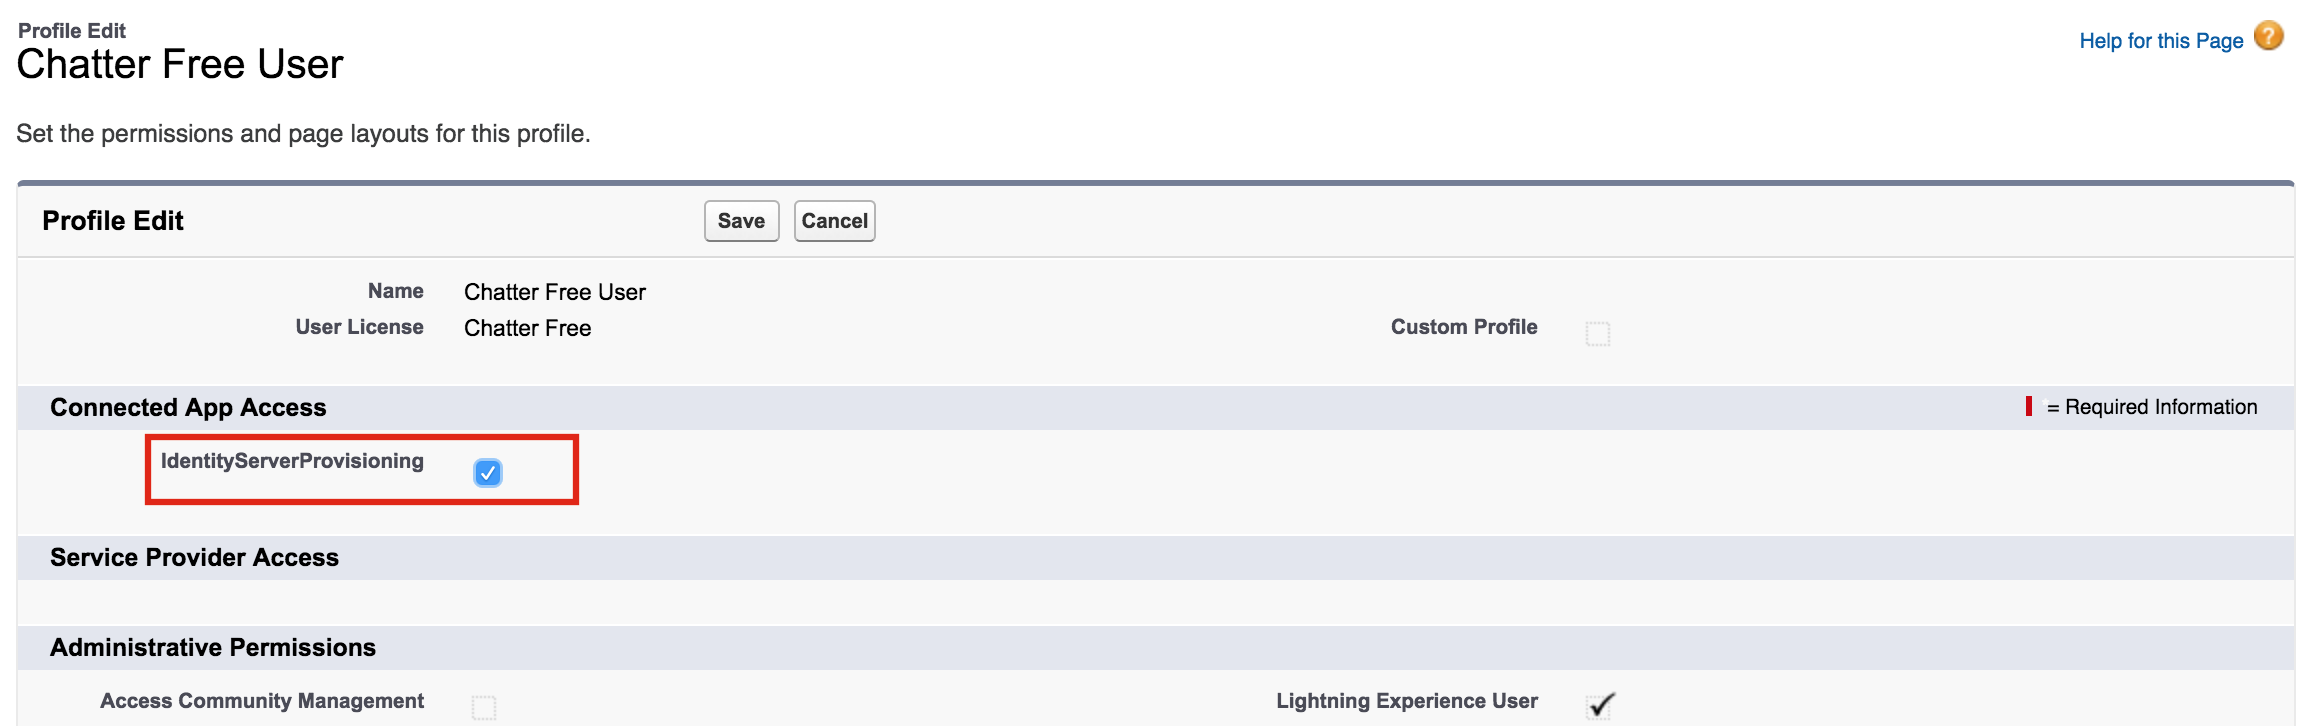 Profile Edit
Chatter Free User
Help for this Page ?
Set the permissions and page layouts for this profile.
Profile Edit Save Cancel
Name Chatter Free User
User License Chatter Free Custom Profile
Connected App Access = Required Information
IdentityServerProvisioning
Service Provider Access
Administrative Permissions
Access Community Management Lightning Experience User